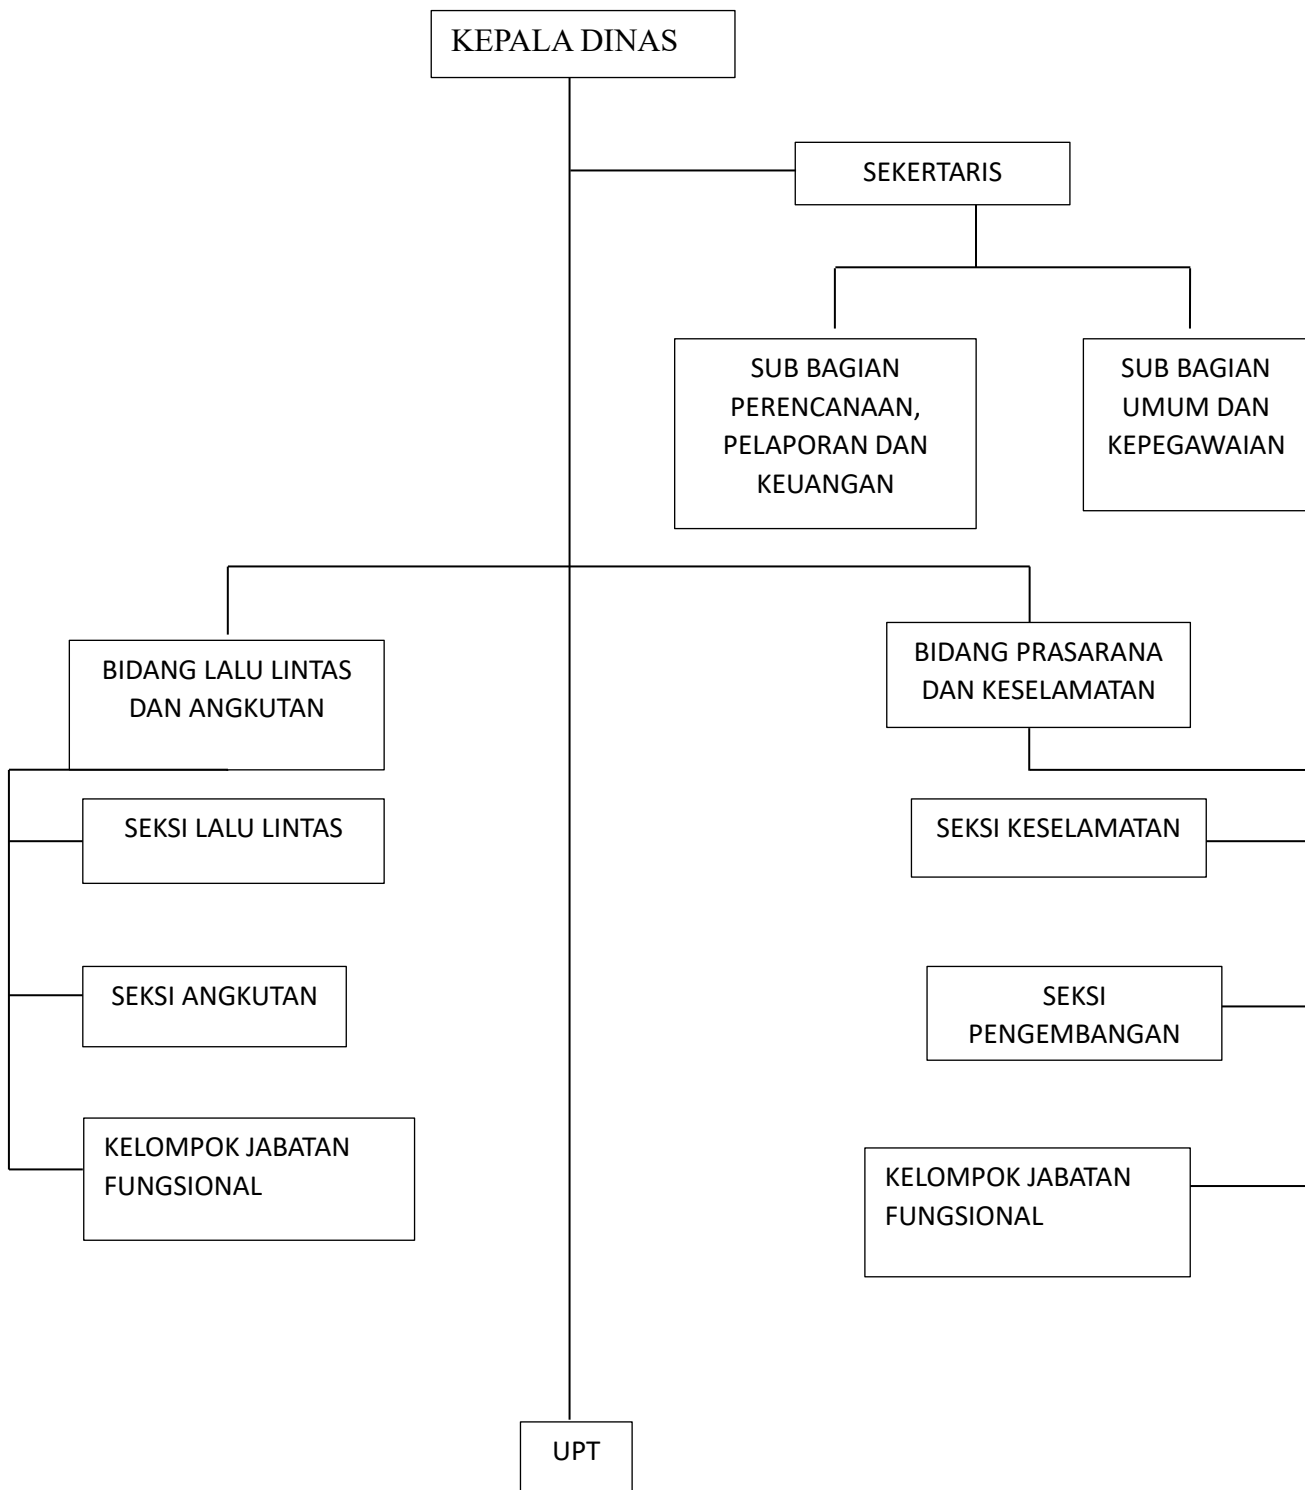 KEPALA DINAS
SEKERTARIS
SUB BAGIAN
PERENCANAAN,
PELAPORAN DAN
KEUANGAN
SUB BAGIAN
UMUM DAN
KEPEGAWAIAN
BIDANG LALU LINTAS
DAN ANGKUTAN
BIDANG PRASARANA
DAN KESELAMATAN
SEKSI LALU LINTAS
SEKSI KESELAMATAN
SEKSI ANGKUTAN
SEKSI
PENGEMBANGAN
KELOMPOK JABATAN
FUNGSIONAL
KELOMPOK JABATAN
FUNGSIONAL
UPT